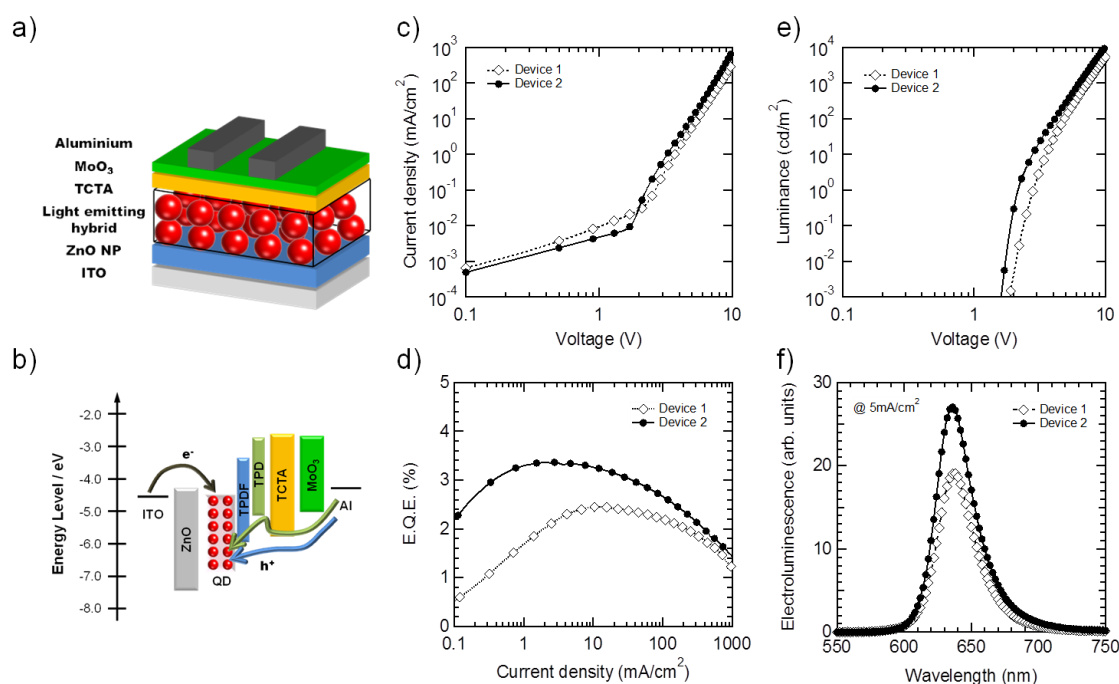 a)
Aluminium
MoO3
TCTA
Light emitting
hybrid
ZnO NP
ITO
b)
Energy Level / eV
-2.0
-3.0
-4.0
-5.0
-6.0
-7.0
-8.0
e-
ITO
ZnO
QD
TPDF
TPD
TCTA
MoO3
Al
h+
c)
Current density (mA/cm2)
10^3
10^2
10^1
10^0
10^-1
10^-2
10^-3
10^-4
Device 1
Device 2
0.1
1
10
Voltage (V)
d)
E.Q.E. (%)
5
4
3
2
1
0
Device 1
Device 2
0.1
1
10
100
1000
Current density (mA/cm2)
e)
Luminance (cd/m2)
10^4
10^3
10^2
10^1
10^0
10^-1
10^-2
10^-3
Device 1
Device 2
0.1
1
10
Voltage (V)
f)
Electroluminescence (arb. units)
30
20
10
0
@ 5mA/cm2
Device 1
Device 2
550
600
650
700
750
Wavelength (nm)